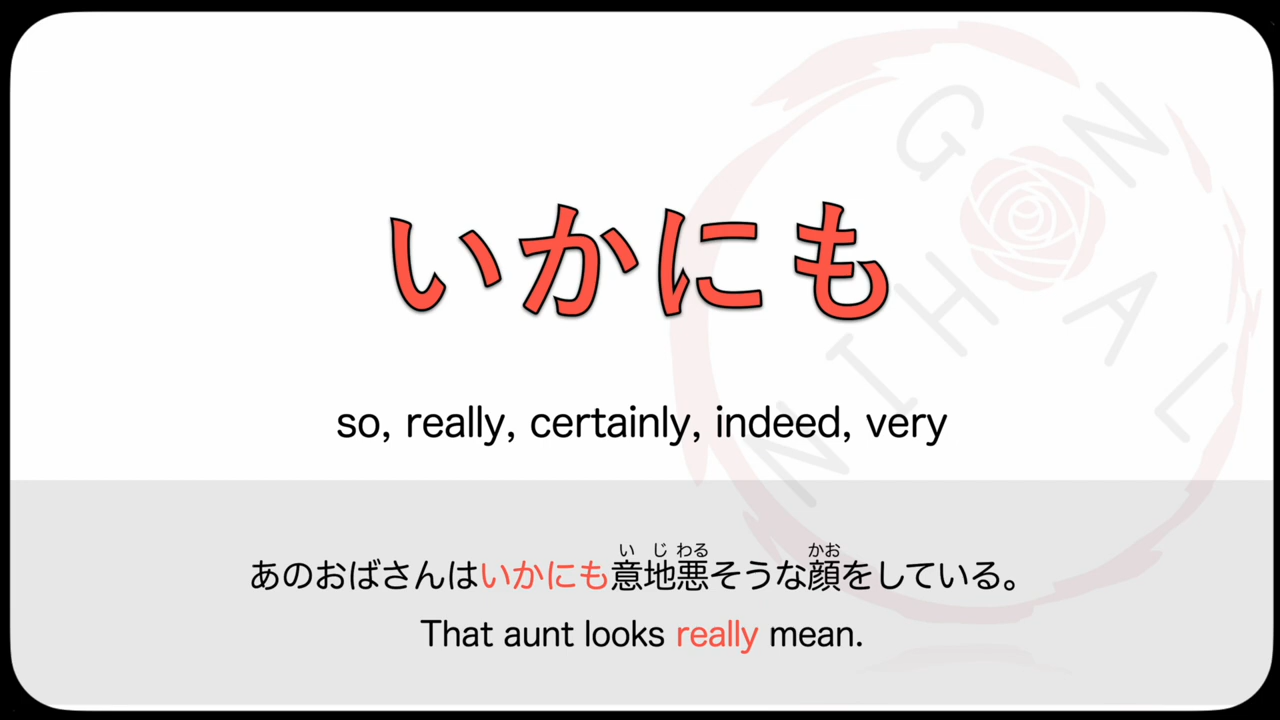 NIHON GAL
いかにも
so, really, certainly, indeed, very
い じ わる かお
あのおばさんはいかにも意地悪そうな顔をしている。
That aunt looks really mean.